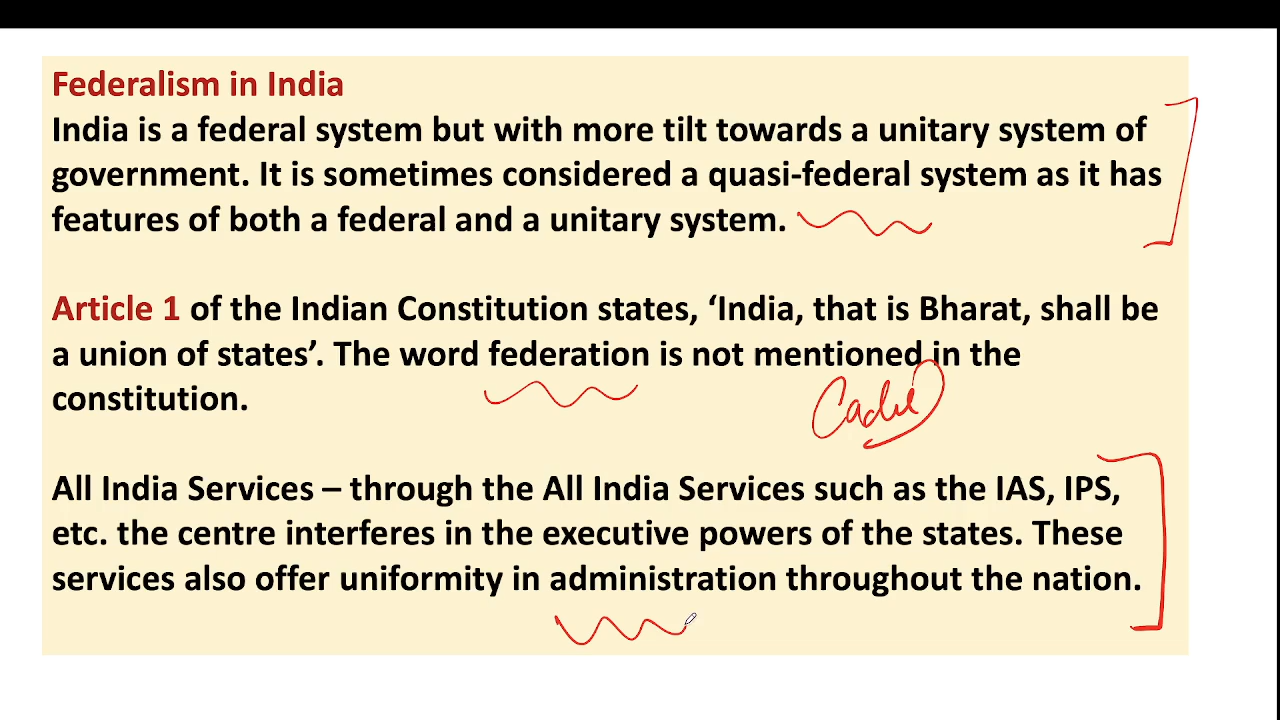 Federalism in India
India is a federal system but with more tilt towards a unitary system of
government. It is sometimes considered a quasi-federal system as it has
features of both a federal and a unitary system.
Article 1 of the Indian Constitution states, ‘India, that is Bharat, shall be
a union of states’. The word federation is not mentioned in the
constitution.
Cadre
All India Services – through the All India Services such as the IAS, IPS,
etc. the centre interferes in the executive powers of the states. These
services also offer uniformity in administration throughout the nation.